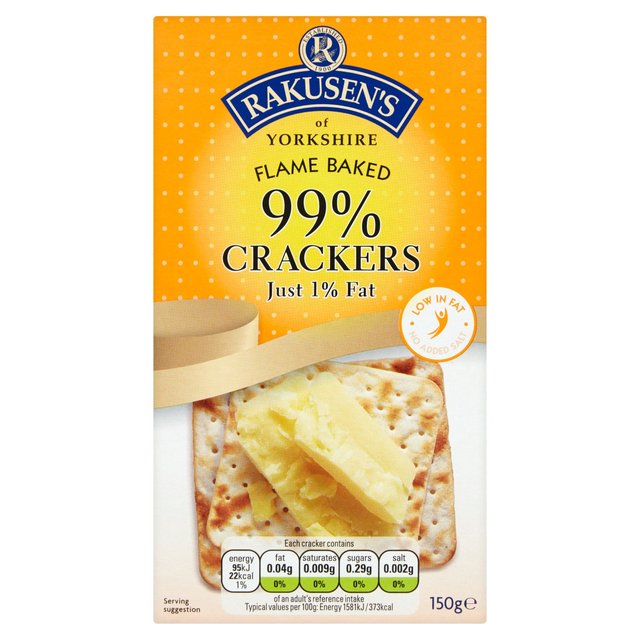 ESTABLISHED
R
1900
RAKUSEN'S
of
YORKSHIRE
FLAME BAKED
99%
CRACKERS
Just 1% Fat
LOW IN FAT
NO ADDED SALT
Each cracker contains
energy
95kJ
22kcal
1%
fat
0.04g
0%
saturates
0.009g
0%
sugars
0.29g
0%
salt
0.002g
0%
of an adult's reference intake
Typical values per 100g: Energy 1581kJ / 373kcal
Serving
suggestion
150g℮